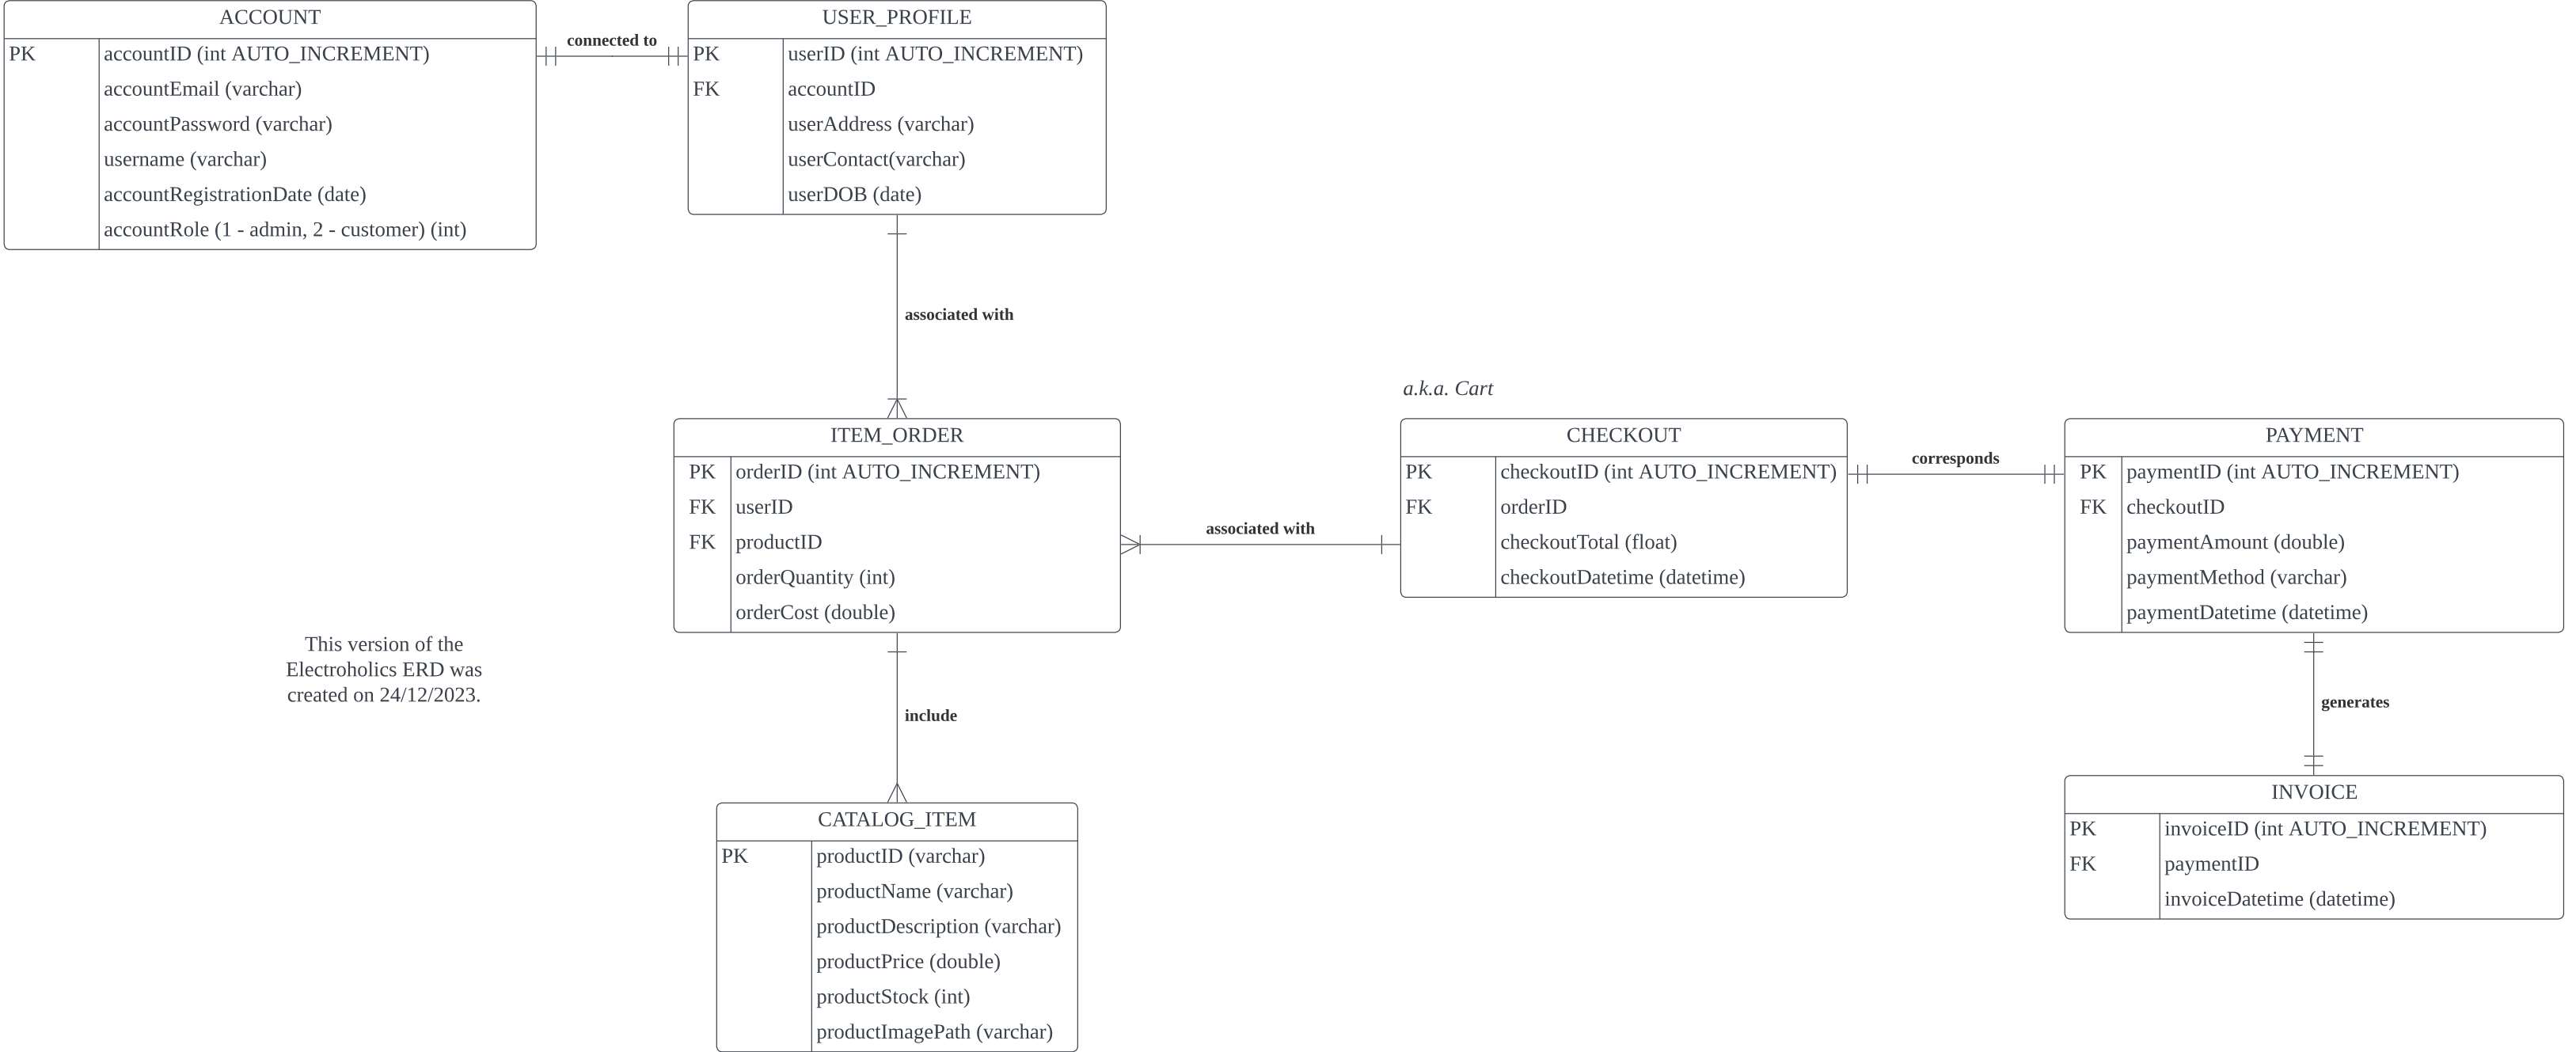 ACCOUNT
PK accountID (int AUTO_INCREMENT)
accountEmail (varchar)
accountPassword (varchar)
username (varchar)
accountRegistrationDate (date)
accountRole (1 - admin, 2 - customer) (int)
connected to
USER_PROFILE
PK userID (int AUTO_INCREMENT)
FK accountID
userAddress (varchar)
userContact(varchar)
userDOB (date)
associated with
ITEM_ORDER
PK orderID (int AUTO_INCREMENT)
FK userID
FK productID
orderQuantity (int)
orderCost (double)
associated with
a.k.a. Cart
CHECKOUT
PK checkoutID (int AUTO_INCREMENT)
FK orderID
checkoutTotal (float)
checkoutDatetime (datetime)
corresponds
PAYMENT
PK paymentID (int AUTO_INCREMENT)
FK checkoutID
paymentAmount (double)
paymentMethod (varchar)
paymentDatetime (datetime)
This version of the
Electroholics ERD was
created on 24/12/2023.
include
generates
CATALOG_ITEM
PK productID (varchar)
productName (varchar)
productDescription (varchar)
productPrice (double)
productStock (int)
productImagePath (varchar)
INVOICE
PK invoiceID (int AUTO_INCREMENT)
FK paymentID
invoiceDatetime (datetime)